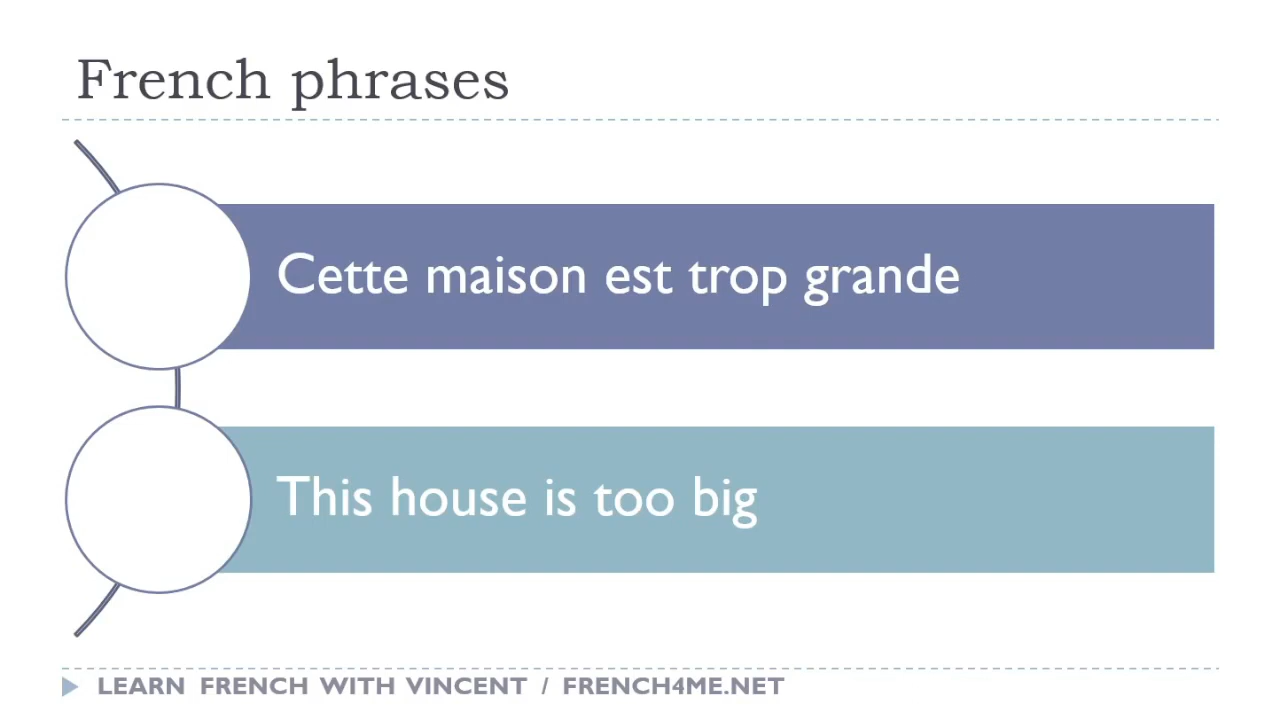 French phrases
Cette maison est trop grande
This house is too big
LEARN FRENCH WITH VINCENT / FRENCH4ME.NET